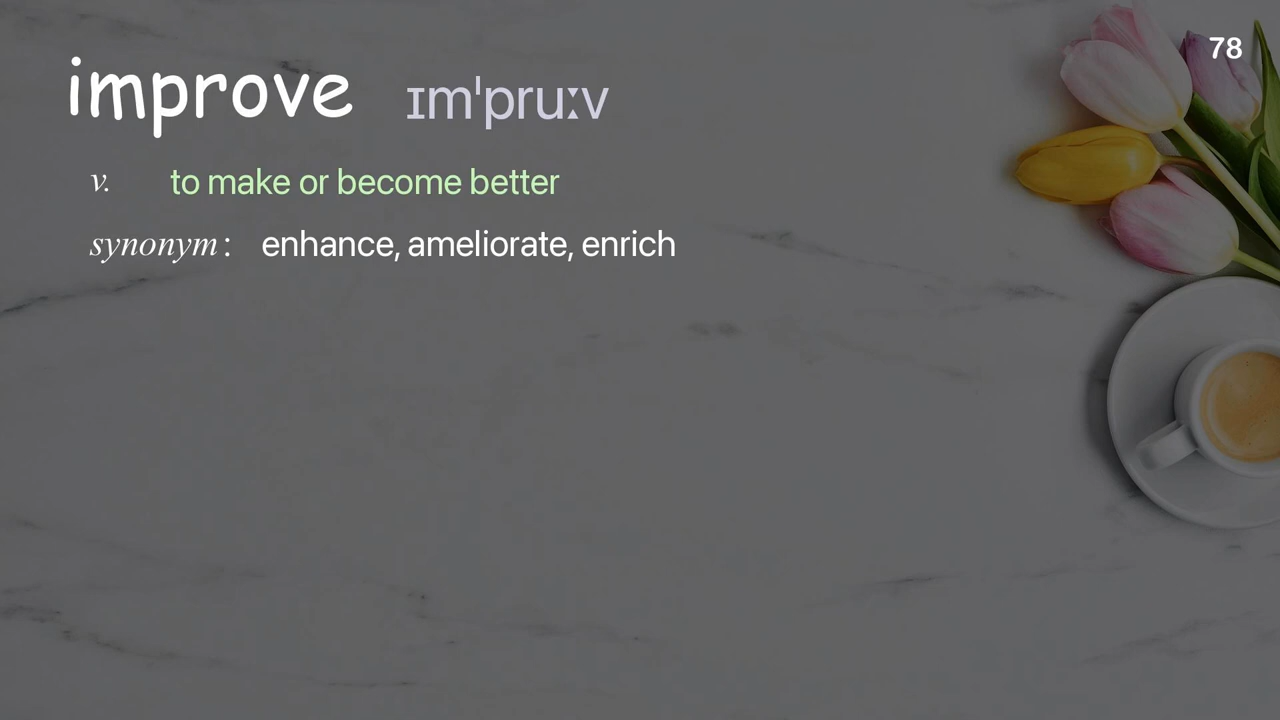 78
improve ɪmˈpruːv
v. to make or become better
synonym: enhance, ameliorate, enrich